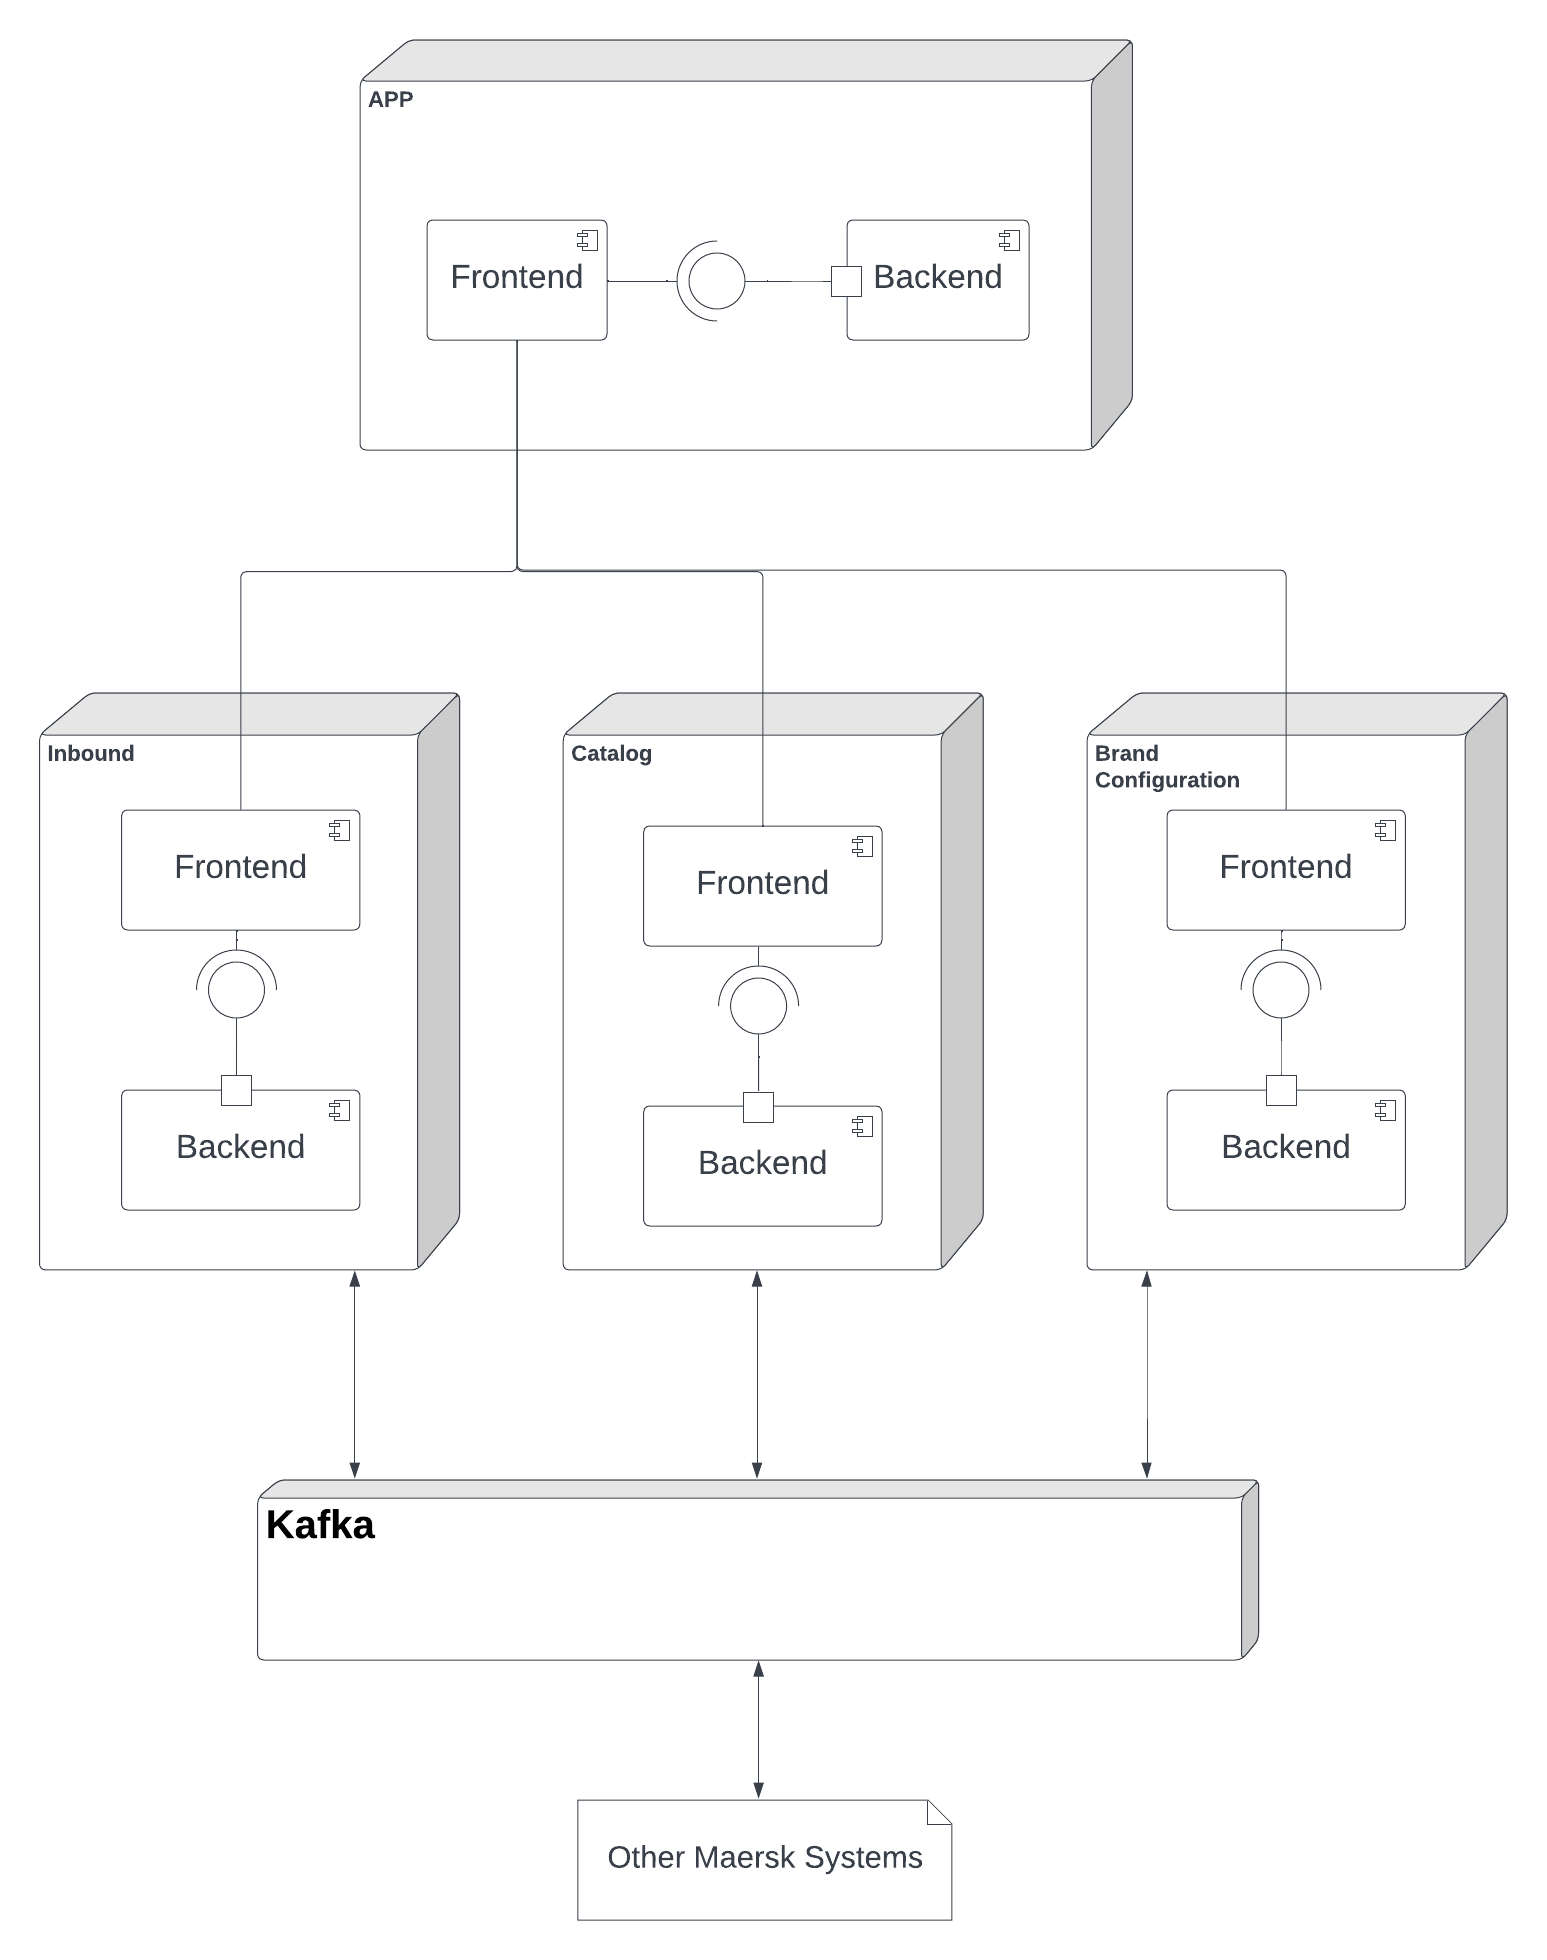 APP
Frontend
Backend
Inbound
Catalog
Brand
Configuration
Frontend
Frontend
Frontend
Backend
Backend
Backend
Kafka
Other Maersk Systems